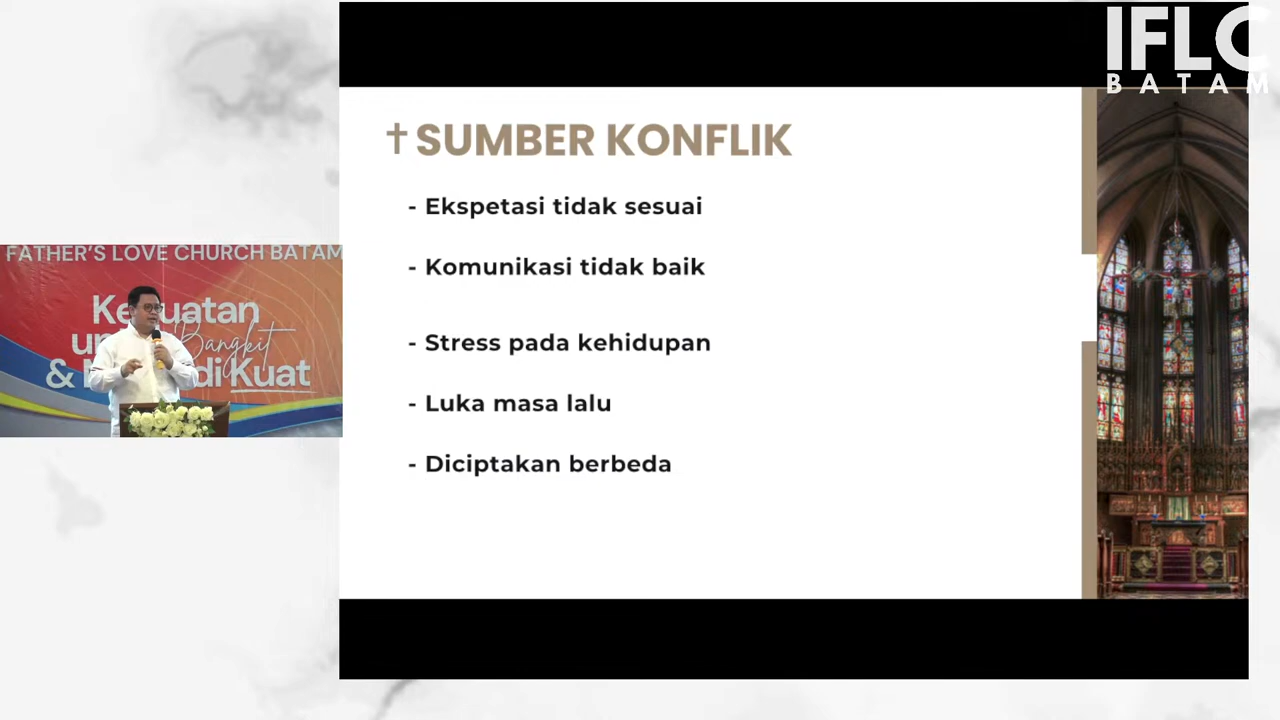 IFLC
BATAM
✝SUMBER KONFLIK
- Ekspetasi tidak sesuai
- Komunikasi tidak baik
- Stress pada kehidupan
- Luka masa lalu
- Diciptakan berbeda
FATHER'S LOVE CHURCH BATAM
Bangkit
& Kuat